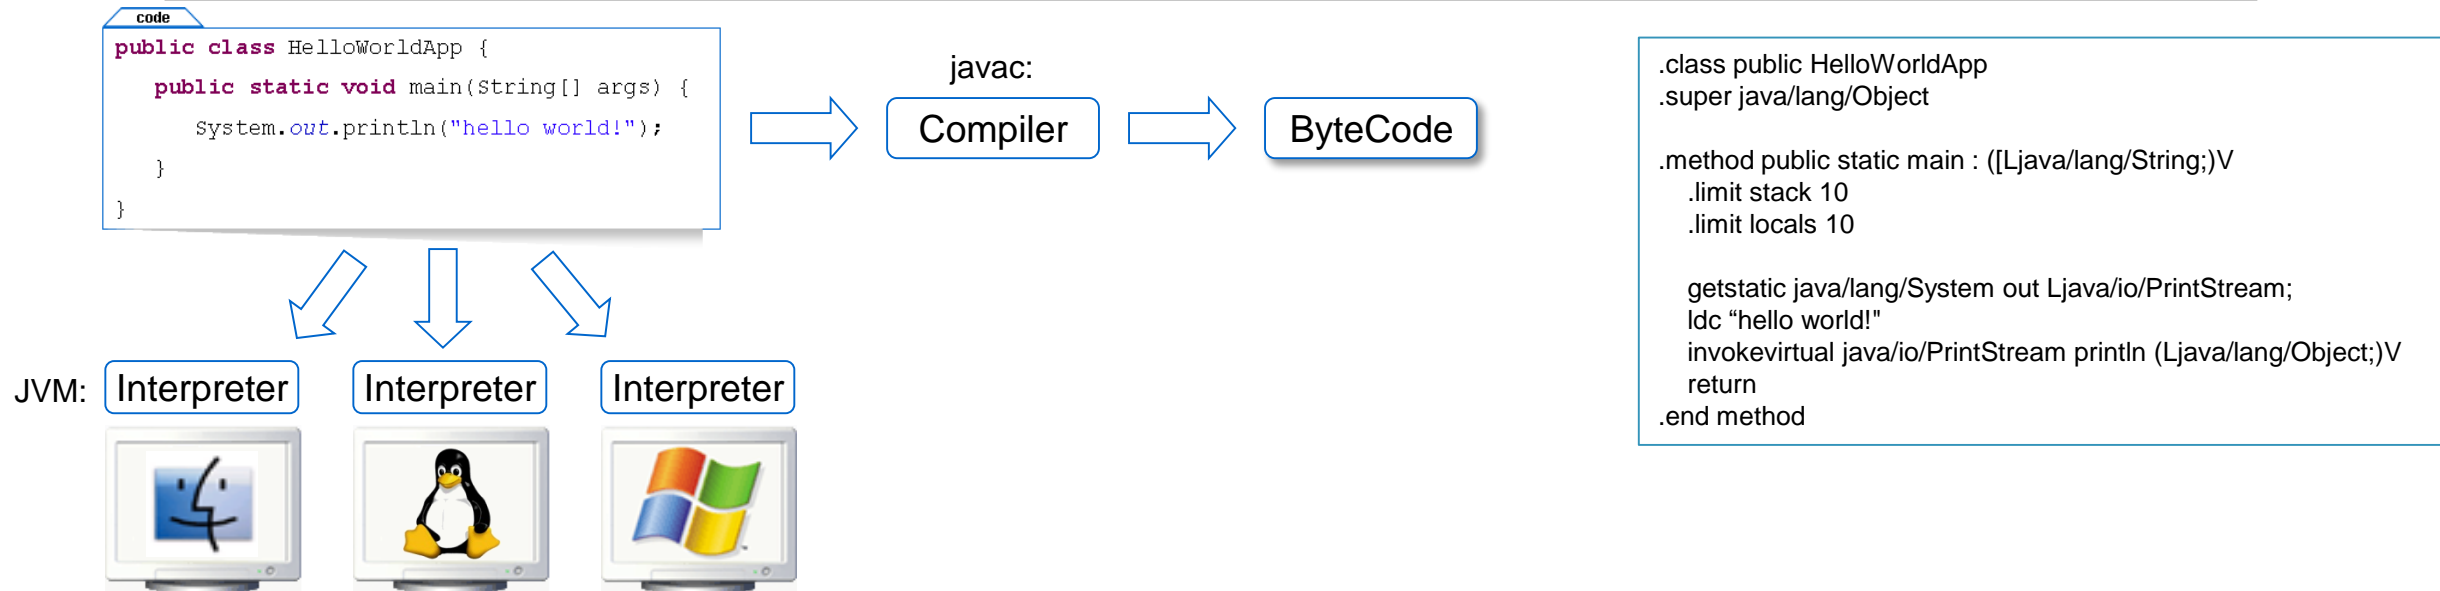 code
public class HelloWorldApp {
public static void main(String[] args) {
System.out.println("hello world!");
}
}
javac:
Compiler
ByteCode
JVM:
Interpreter
Interpreter
Interpreter
.class public HelloWorldApp
.super java/lang/Object
.method public static main : ([Ljava/lang/String;)V
.limit stack 10
.limit locals 10
getstatic java/lang/System out Ljava/io/PrintStream;
ldc “hello world!"
invokevirtual java/io/PrintStream println (Ljava/lang/Object;)V
return
.end method